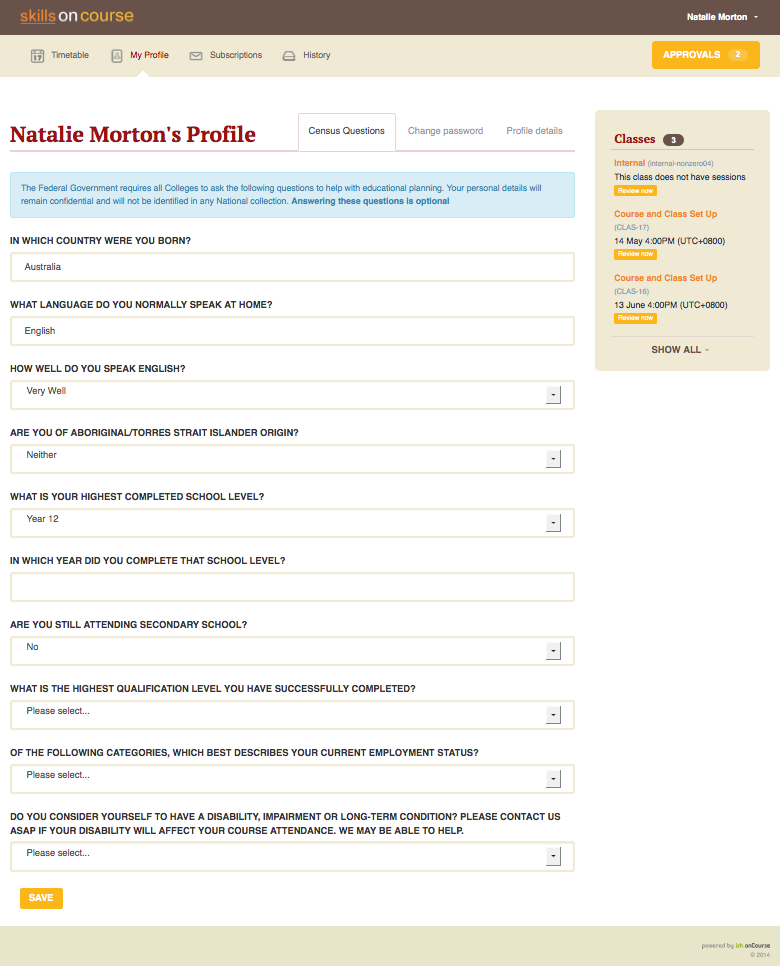 skills on course
Natalie Morton
Timetable
My Profile
Subscriptions
History
APPROVALS 2
17
Natalie Morton's Profile
Census Questions
Change password
Profile details
The Federal Government requires all Colleges to ask the following questions to help with educational planning. Your personal details will
remain confidential and will not be identified in any National collection. Answering these questions is optional
IN WHICH COUNTRY WERE YOU BORN?
Australia
WHAT LANGUAGE DO YOU NORMALLY SPEAK AT HOME?
English
HOW WELL DO YOU SPEAK ENGLISH?
Very Well
ARE YOU OF ABORIGINAL/TORRES STRAIT ISLANDER ORIGIN?
Neither
WHAT IS YOUR HIGHEST COMPLETED SCHOOL LEVEL?
Year 12
IN WHICH YEAR DID YOU COMPLETE THAT SCHOOL LEVEL?
ARE YOU STILL ATTENDING SECONDARY SCHOOL?
No
WHAT IS THE HIGHEST QUALIFICATION LEVEL YOU HAVE SUCCESSFULLY COMPLETED?
Please select...
OF THE FOLLOWING CATEGORIES, WHICH BEST DESCRIBES YOUR CURRENT EMPLOYMENT STATUS?
Please select...
DO YOU CONSIDER YOURSELF TO HAVE A DISABILITY, IMPAIRMENT OR LONG-TERM CONDITION? PLEASE CONTACT US
ASAP IF YOUR DISABILITY WILL AFFECT YOUR COURSE ATTENDANCE. WE MAY BE ABLE TO HELP.
Please select...
SAVE
Classes 3
Internal (internal-nonzero04)
This class does not have sessions
Review now
Course and Class Set Up
(CLAS-17)
14 May 4:00PM (UTC+0800)
Review now
Course and Class Set Up
(CLAS-16)
13 June 4:00PM (UTC+0800)
Review now
SHOW ALL
powered by ish onCourse
© 2014